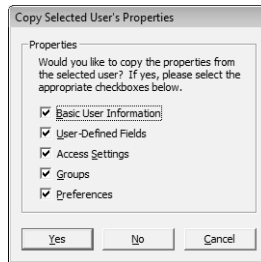 Copy Selected User's Properties
Properties
Would you like to copy the properties from
the selected user? If yes, please select the
appropriate checkboxes below.
Basic User Information
User-Defined Fields
Access Settings
Groups
Preferences
Yes No Cancel